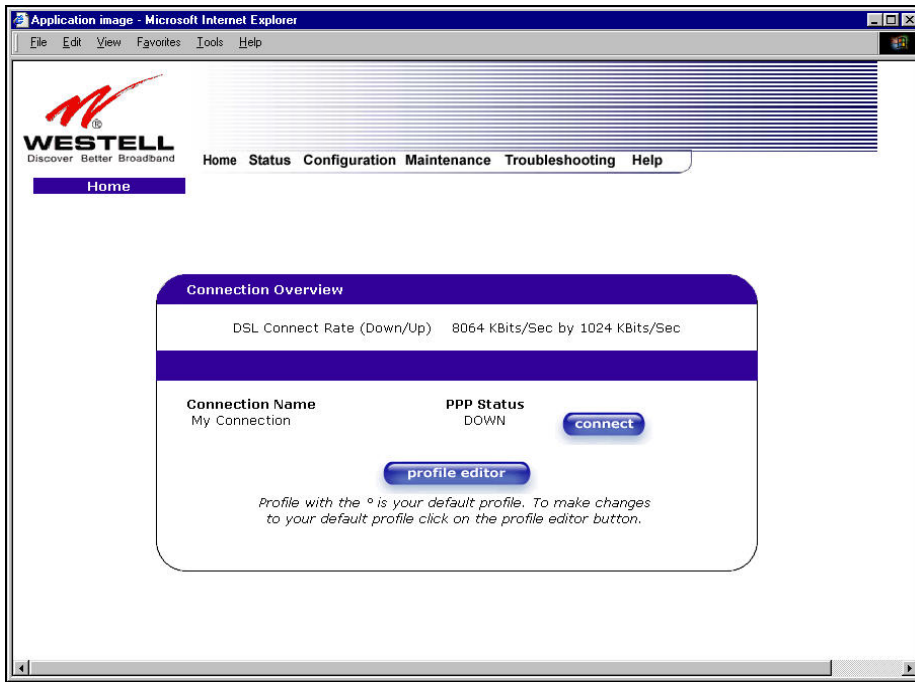 Application image - Microsoft Internet Explorer
File Edit View Favorites Tools Help
WESTELL
®
Discover Better Broadband
Home Status Configuration Maintenance Troubleshooting Help
Home
Connection Overview
DSL Connect Rate (Down/Up) 8064 KBits/Sec by 1024 KBits/Sec
Connection Name PPP Status
My Connection DOWN connect
profile editor
Profile with the º is your default profile. To make changes
to your default profile click on the profile editor button.